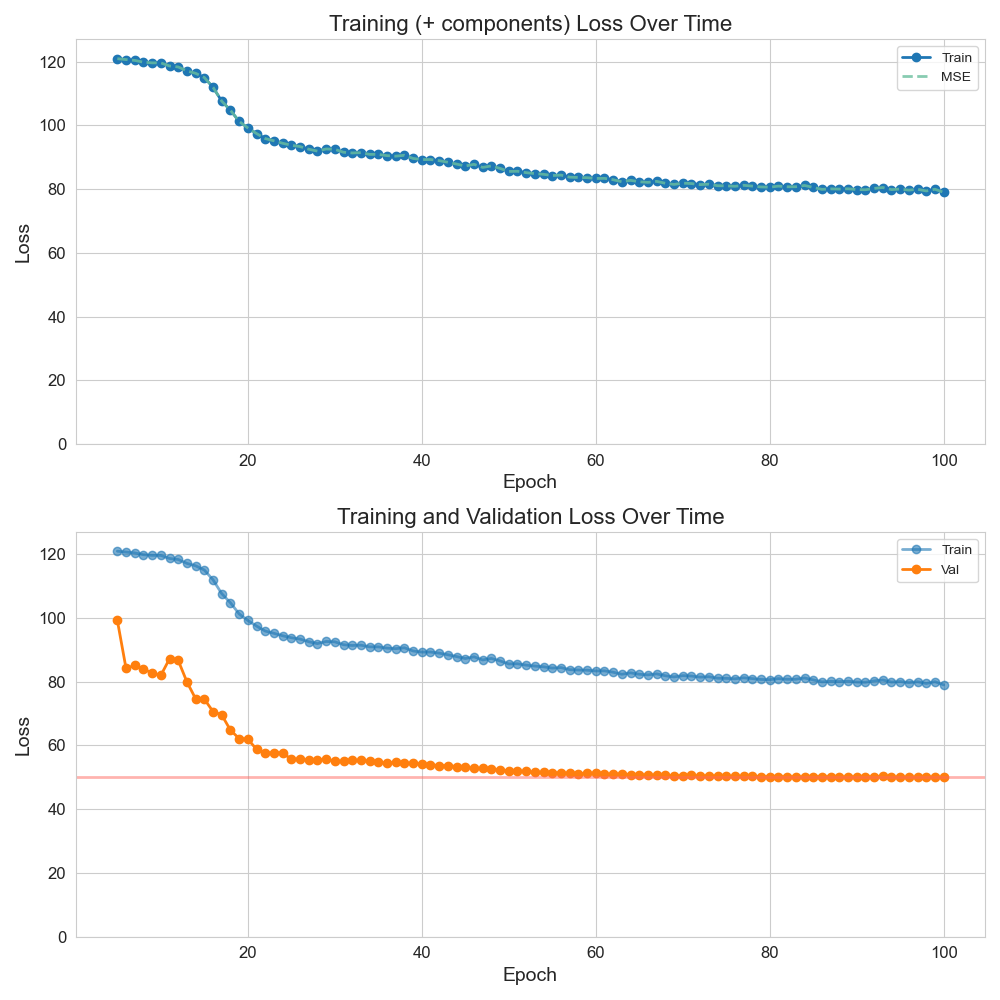 Training (+ components) Loss Over Time
Train
MSE
120
100
80
60
40
20
0
Loss
20 40 60 80 100
Epoch
Training and Validation Loss Over Time
Train
Val
120
100
80
60
40
20
0
Loss
20 40 60 80 100
Epoch